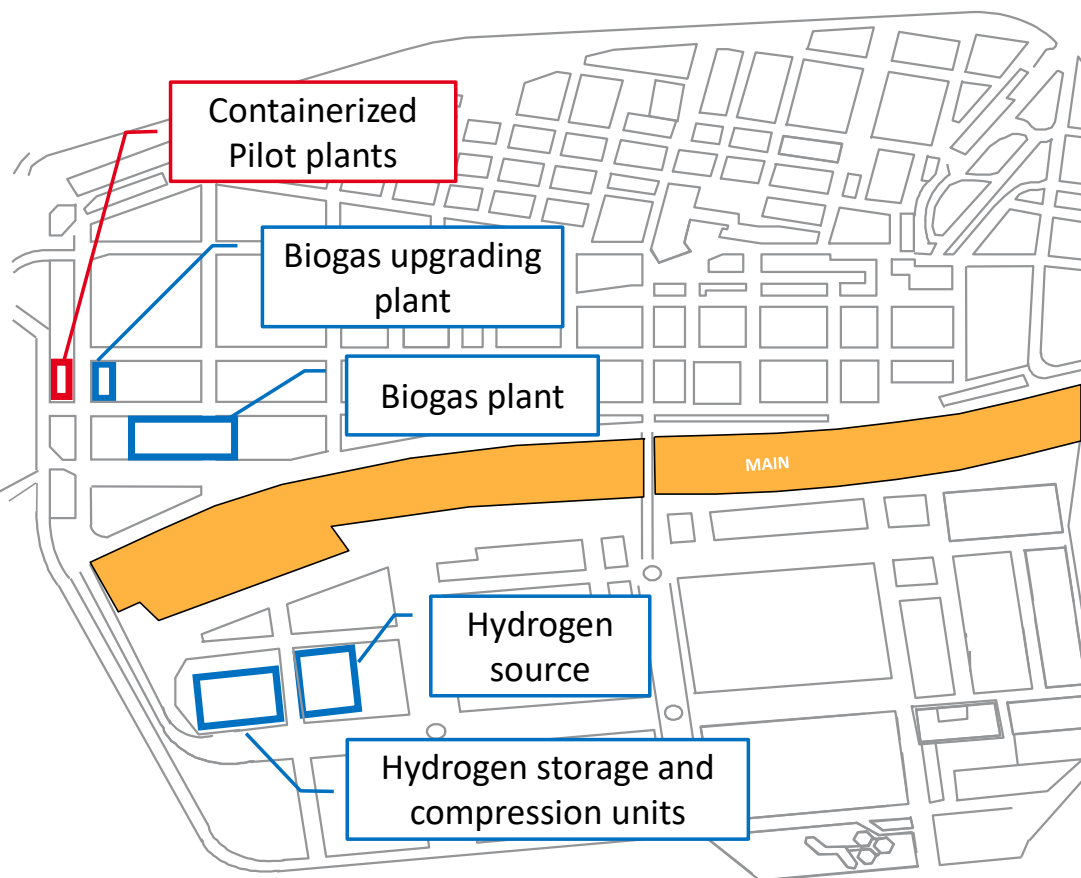 Containerized
Pilot plants
Biogas upgrading
plant
Biogas plant
MAIN
Hydrogen
source
Hydrogen storage and
compression units